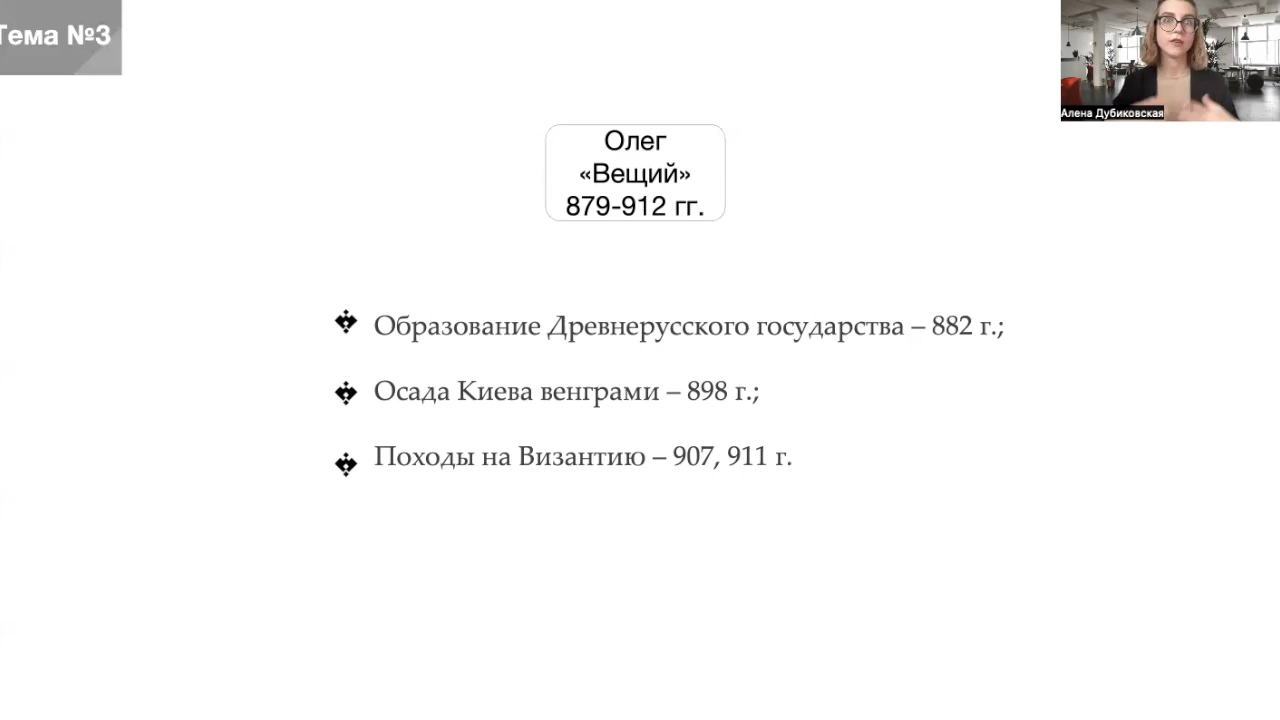 Тема №3
Алена Дубиковская
Олег
«Вещий»
879-912 гг.
Образование Древнерусского государства – 882 г.;
Осада Киева венграми – 898 г.;
Походы на Византию – 907, 911 г.